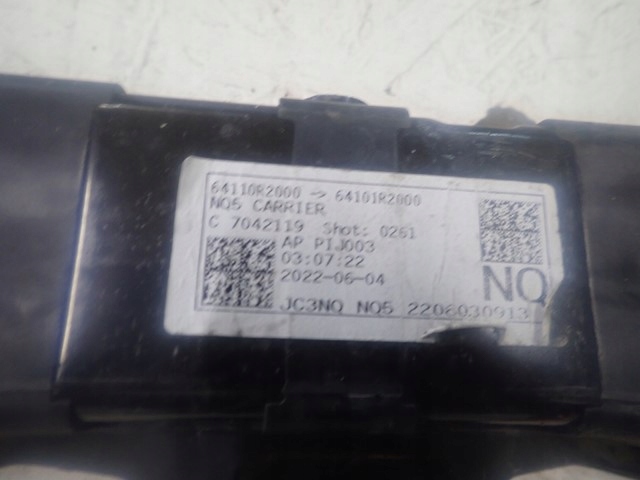 64110R2000 -> 64101R2000
NQ5 CARRIER
C 7042119 Shot: 0261
AP PIJ003
03:07:22
2022-06-04
NQ
JC3NQ NQ5 2206030913